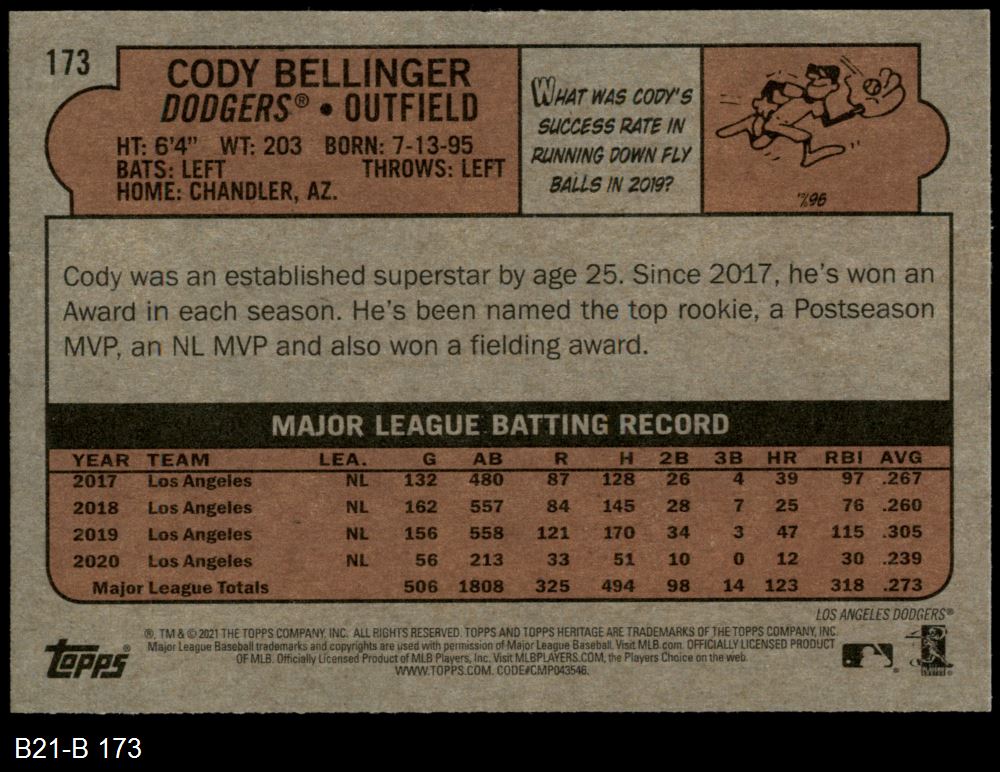 173
CODY BELLINGER
DODGERS® • OUTFIELD
HT: 6'4" WT: 203 BORN: 7-13-95
BATS: LEFT THROWS: LEFT
HOME: CHANDLER, AZ.
WHAT WAS CODY'S
SUCCESS RATE IN
RUNNING DOWN FLY
BALLS IN 2019?
%96
Cody was an established superstar by age 25. Since 2017, he's won an
Award in each season. He's been named the top rookie, a Postseason
MVP, an NL MVP and also won a fielding award.
MAJOR LEAGUE BATTING RECORD
YEAR TEAM LEA. G AB R H 2B 3B HR RBI AVG
2017 Los Angeles NL 132 480 87 128 26 4 39 97 .267
2018 Los Angeles NL 162 557 84 145 28 7 25 76 .260
2019 Los Angeles NL 156 558 121 170 34 3 47 115 .305
2020 Los Angeles NL 56 213 33 51 10 0 12 30 .239
Major League Totals 506 1808 325 494 98 14 123 318 .273
LOS ANGELES DODGERS®
topps®
®, TM & © 2021 THE TOPPS COMPANY, INC. ALL RIGHTS RESERVED. TOPPS AND TOPPS HERITAGE ARE TRADEMARKS OF THE TOPPS COMPANY, INC.
Major League Baseball trademarks and copyrights are used with permission of Major League Baseball. Visit MLB.com. OFFICIALLY LICENSED PRODUCT
OF MLB. Officially Licensed Product of MLB Players, Inc. Visit MLBPLAYERS.COM, the Players Choice on the web.
WWW.TOPPS.COM. CODE#CMP043546.
B21-B 173